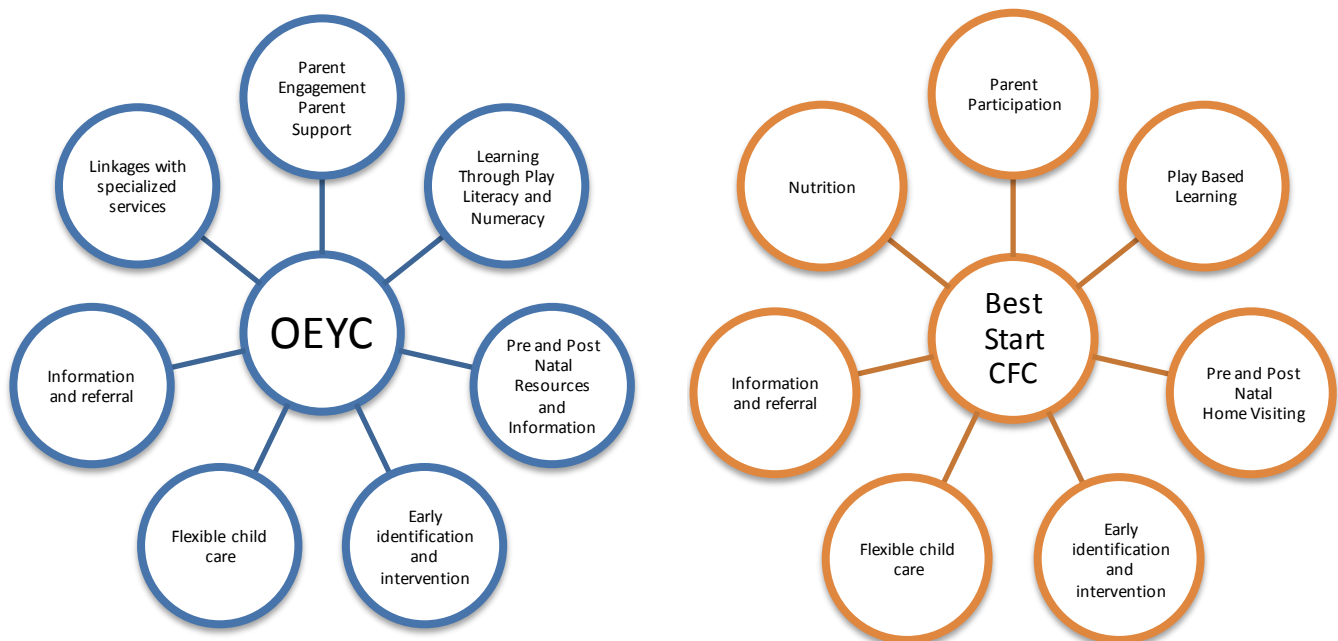 Parent
Engagement
Parent
Support
Learning
Through Play
Literacy and
Numeracy
Pre and Post
Natal
Resources
and
Information
Early
identification
and
intervention
Flexible child
care
Information
and referral
Linkages with
specialized
services
OEYC
Parent
Participation
Play Based
Learning
Pre and Post
Natal
Home Visiting
Early
identification
and
intervention
Flexible child
care
Information
and referral
Nutrition
Best
Start
CFC